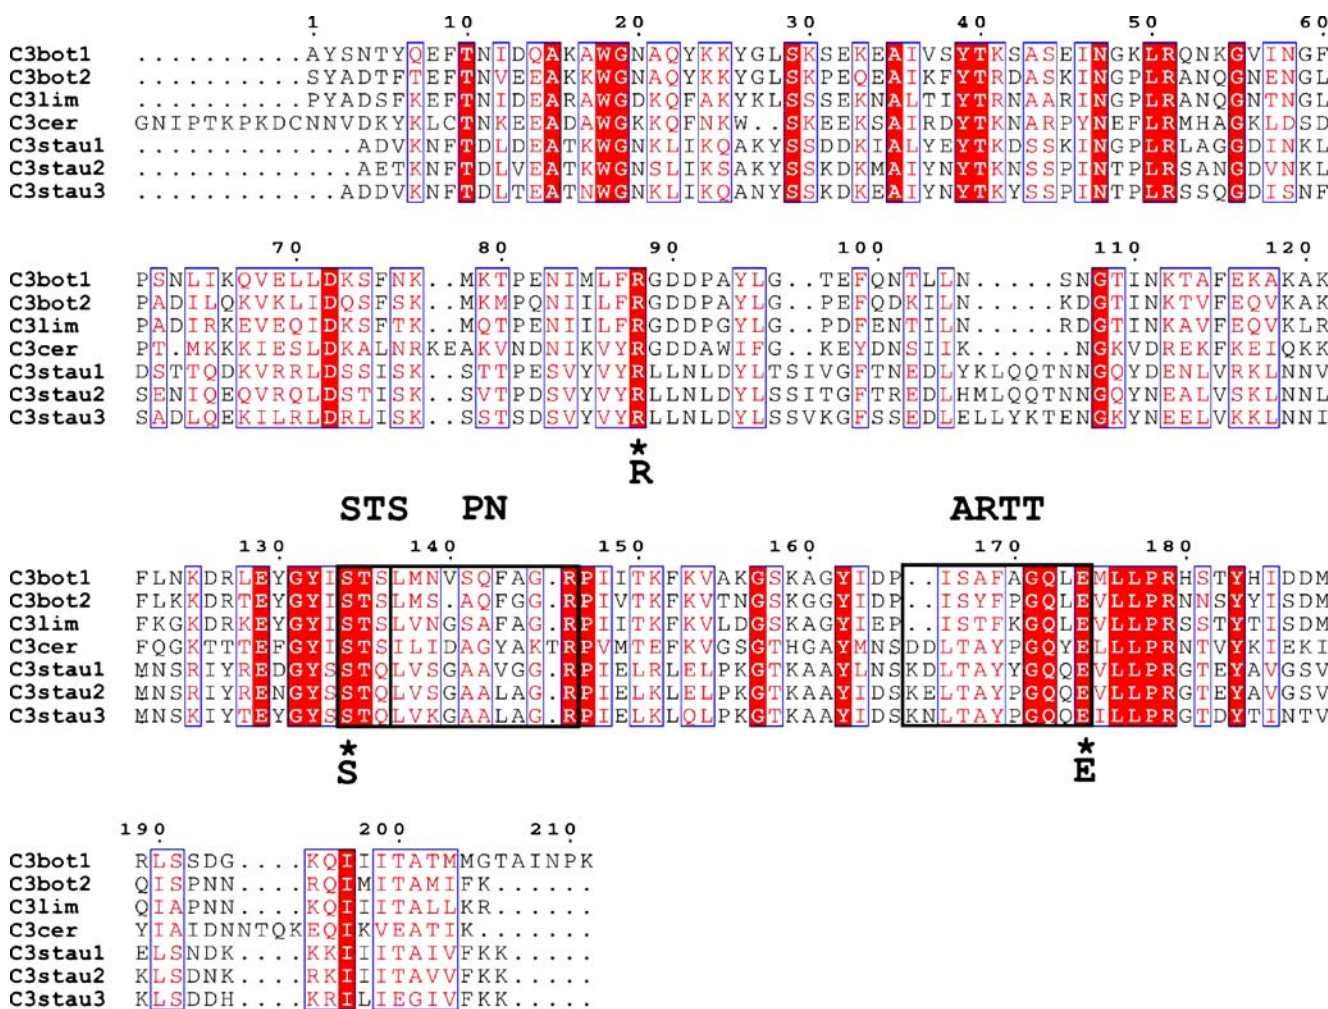 1 10 20 30 40 50 60
C3bot1 ..........AYSNTYQEFTNIDQAKAWGNAQYKKYGLSKSEKEAIVSYTKSASEINGKLRQNKGVINGF
C3bot2 ..........SYADTFTEFTNVEEAKAWGNAQYKKYGLSKPEQEAIKFYTRDASKINGPLRANQGNENGL
C3lim ..........PYADSFKEFTNIDEARAWGDKQFAKYKLSSSEKNALTIYTRNAARINGPLRANQGNTNGL
C3cer GNIPTKPKDCNNVDKYKLCTNKEEADAWGKKQFNKW..SKEEKSAIRDYTKNARPYNEFLRMHAGKLDSD
C3stau1 .............ADVKNFTDLDEATKWGNKLIKQAKYSSDDKIALYEYTKDSSKINGPLRLAGGDINKL
C3stau2 .............AETKNFTDLVEATKWGNSLIKSAKYSSKDKMAIYNYTKNSSPINTPLRSANGDVNKL
C3stau3 ............ADDVKNFTDLTEATNWGNKLIKQANYSSKDKEAIYNYTKYSSPINTPLRSSQGDISNF
70 80 90 100 110 120
C3bot1 PSNLIKQVELLDKSFNK..MKTPENIMLFRGDDPAYLG..TEFQNTLLN.....SNGTINKTAFEKAKAK
C3bot2 PADILQKVKLIDQSFSK..MKMPQNIILFRGDDPAYLG..PEFQDKILN.....KDGTINKTVFEQVKAK
C3lim PADIRKEVEQIDKSFTK..MQTPENIILFRGDDPGYLG..PDFENTILN.....RDGTINKAVFEQVKLR
C3cer PT.MKKKIESLDKALNRKEAKVNDNIKVYRGDDAWIFG..KEYDNSIIK.....NGKVDREKFKEIQKK
C3stau1 DSTTQDKVRRLDSSISK..STTPESVYVYRLLNLDYLTSIVGFTNEDLYKLQQTNNGQYDENLVRKLNNV
C3stau2 SENIQEQVRQLDSTISK..SVTPDSVYVYRLLNLDYLSSITGFTREDLHMLQQTNNGQYNEALVSKLNNL
C3stau3 SADLQEKILRLDRLISK..SSTSDSVYVYRLLNLDYLSSVKGFSSEDLELLYKTENGKYNEELVKKLNNI
*
R
STS PN ARTT
130 140 150 160 170 180
C3bot1 FLNKDRLEYGYISTSLMNVSQFAG.RPIITKFKVAKGSKAGYIDP..ISAFAGQLEMLLPRHSTYHIDDM
C3bot2 FLKKDRTEYGYISTSLMS.AQFGG.RPIVTKFKVTNGSKGGYIDP..ISYFPGQLEVLLPRNNSYYISDM
C3lim FKGKDRKEYGYISTSLVNGSAFAG.RPIITKFKVLDGSKAGYIEP..ISTFKGQLEVLLPRSSTYTISDM
C3cer FQGKTTTEFGYISTSILIDAGYAKTRPVMTEFKVGSGTHGAYMNSDDLTAYPGQYELLLPRNTVYKIEKI
C3stau1 MNSRIYREDGYSSTQLVSGAAVGG.RPIELRLELPKGTKAAYLNSKDLTAYYGQQEVLLPRGTEYAVGSV
C3stau2 MNSRIYRENGYSSTQLVSGAALAG.RPIELKLELPKGTKAAYIDSKELTAYPGQQEVLLPRGTEYAVGSV
C3stau3 MNSKIYTEYGYSSTQLVKGAALAG.RPIELKLQLPKGTKAAYIDSKNLTAYPGQQEILLPRGTDYTINTV
* *
S E
190 200 210
C3bot1 RLSSDG....KQIIITATMMGTAINPK
C3bot2 QISPNN....RQIMITAMIFK......
C3lim QIAPNN....KQIIITALLKR......
C3cer YIAIDNNTQKEQIKVEATIK.......
C3stau1 ELSNDK....KKIIITAIVFKK.....
C3stau2 KLSDNK....RKIIITAVVFKK.....
C3stau3 KLSDDH....KRILIEGIVFKK.....